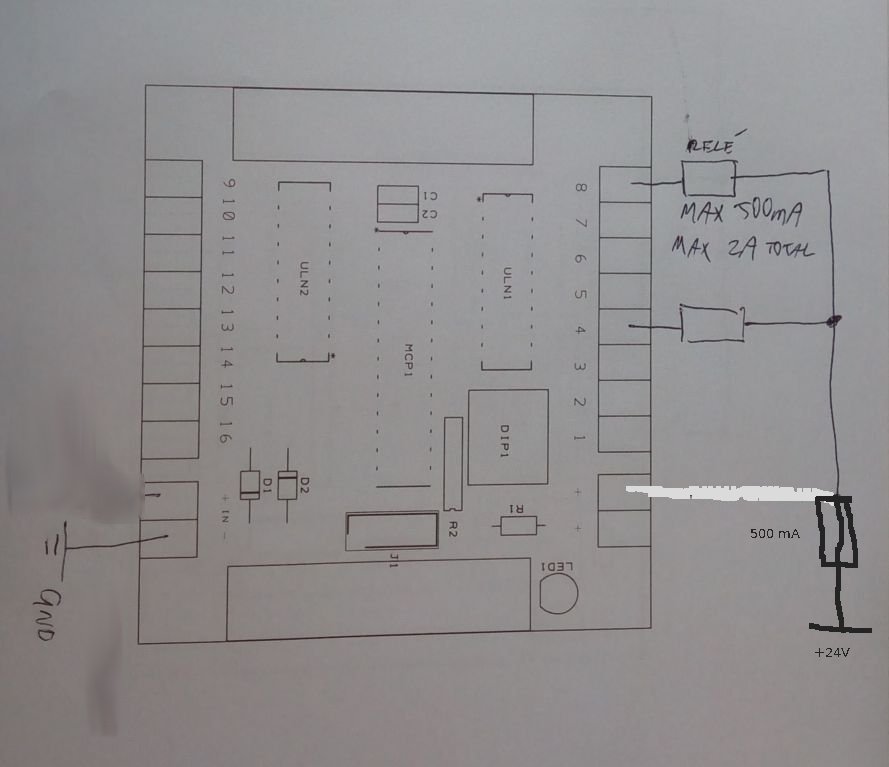 RELÉ
MAX 500mA
MAX 2A TOTAL
8
7
6
5
4
3
2
1
+
+
9
10
11
12
13
14
15
16
+ IN -
ULN2
C1
C2
ULN1
MCP1
DIP1
D1
D2
R2
R1
J1
LED1
500 mA
+24V
GND